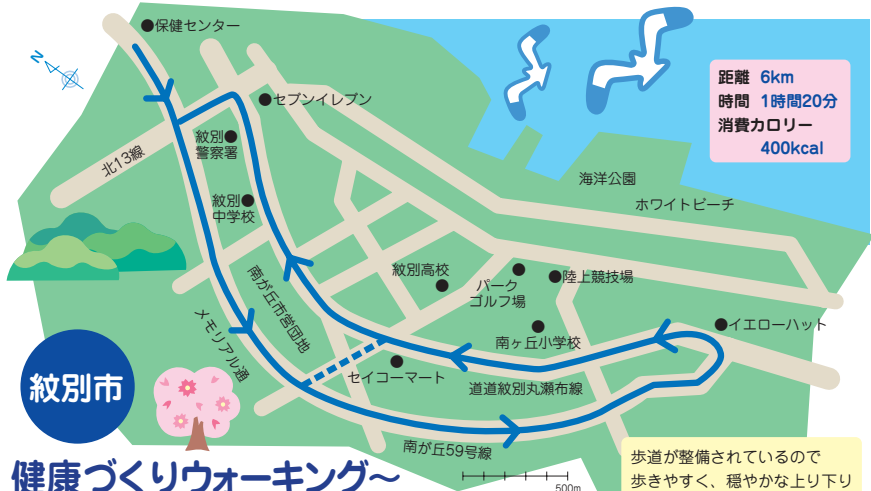 保健センター
N
セブンイレブン
距離 6km
時間 1時間20分
消費カロリー
400kcal
紋別
警察署
北13線
紋別
中学校
海洋公園
ホワイトビーチ
紋別高校
パーク
ゴルフ場
陸上競技場
南が丘市営団地
メモリアル通
南ヶ丘小学校
イエローハット
セイコーマート
道道紋別丸瀬布線
紋別市
南が丘59号線
500m
健康づくりウォーキング〜
歩道が整備されているので
歩きやすく、穏やかな上り下り